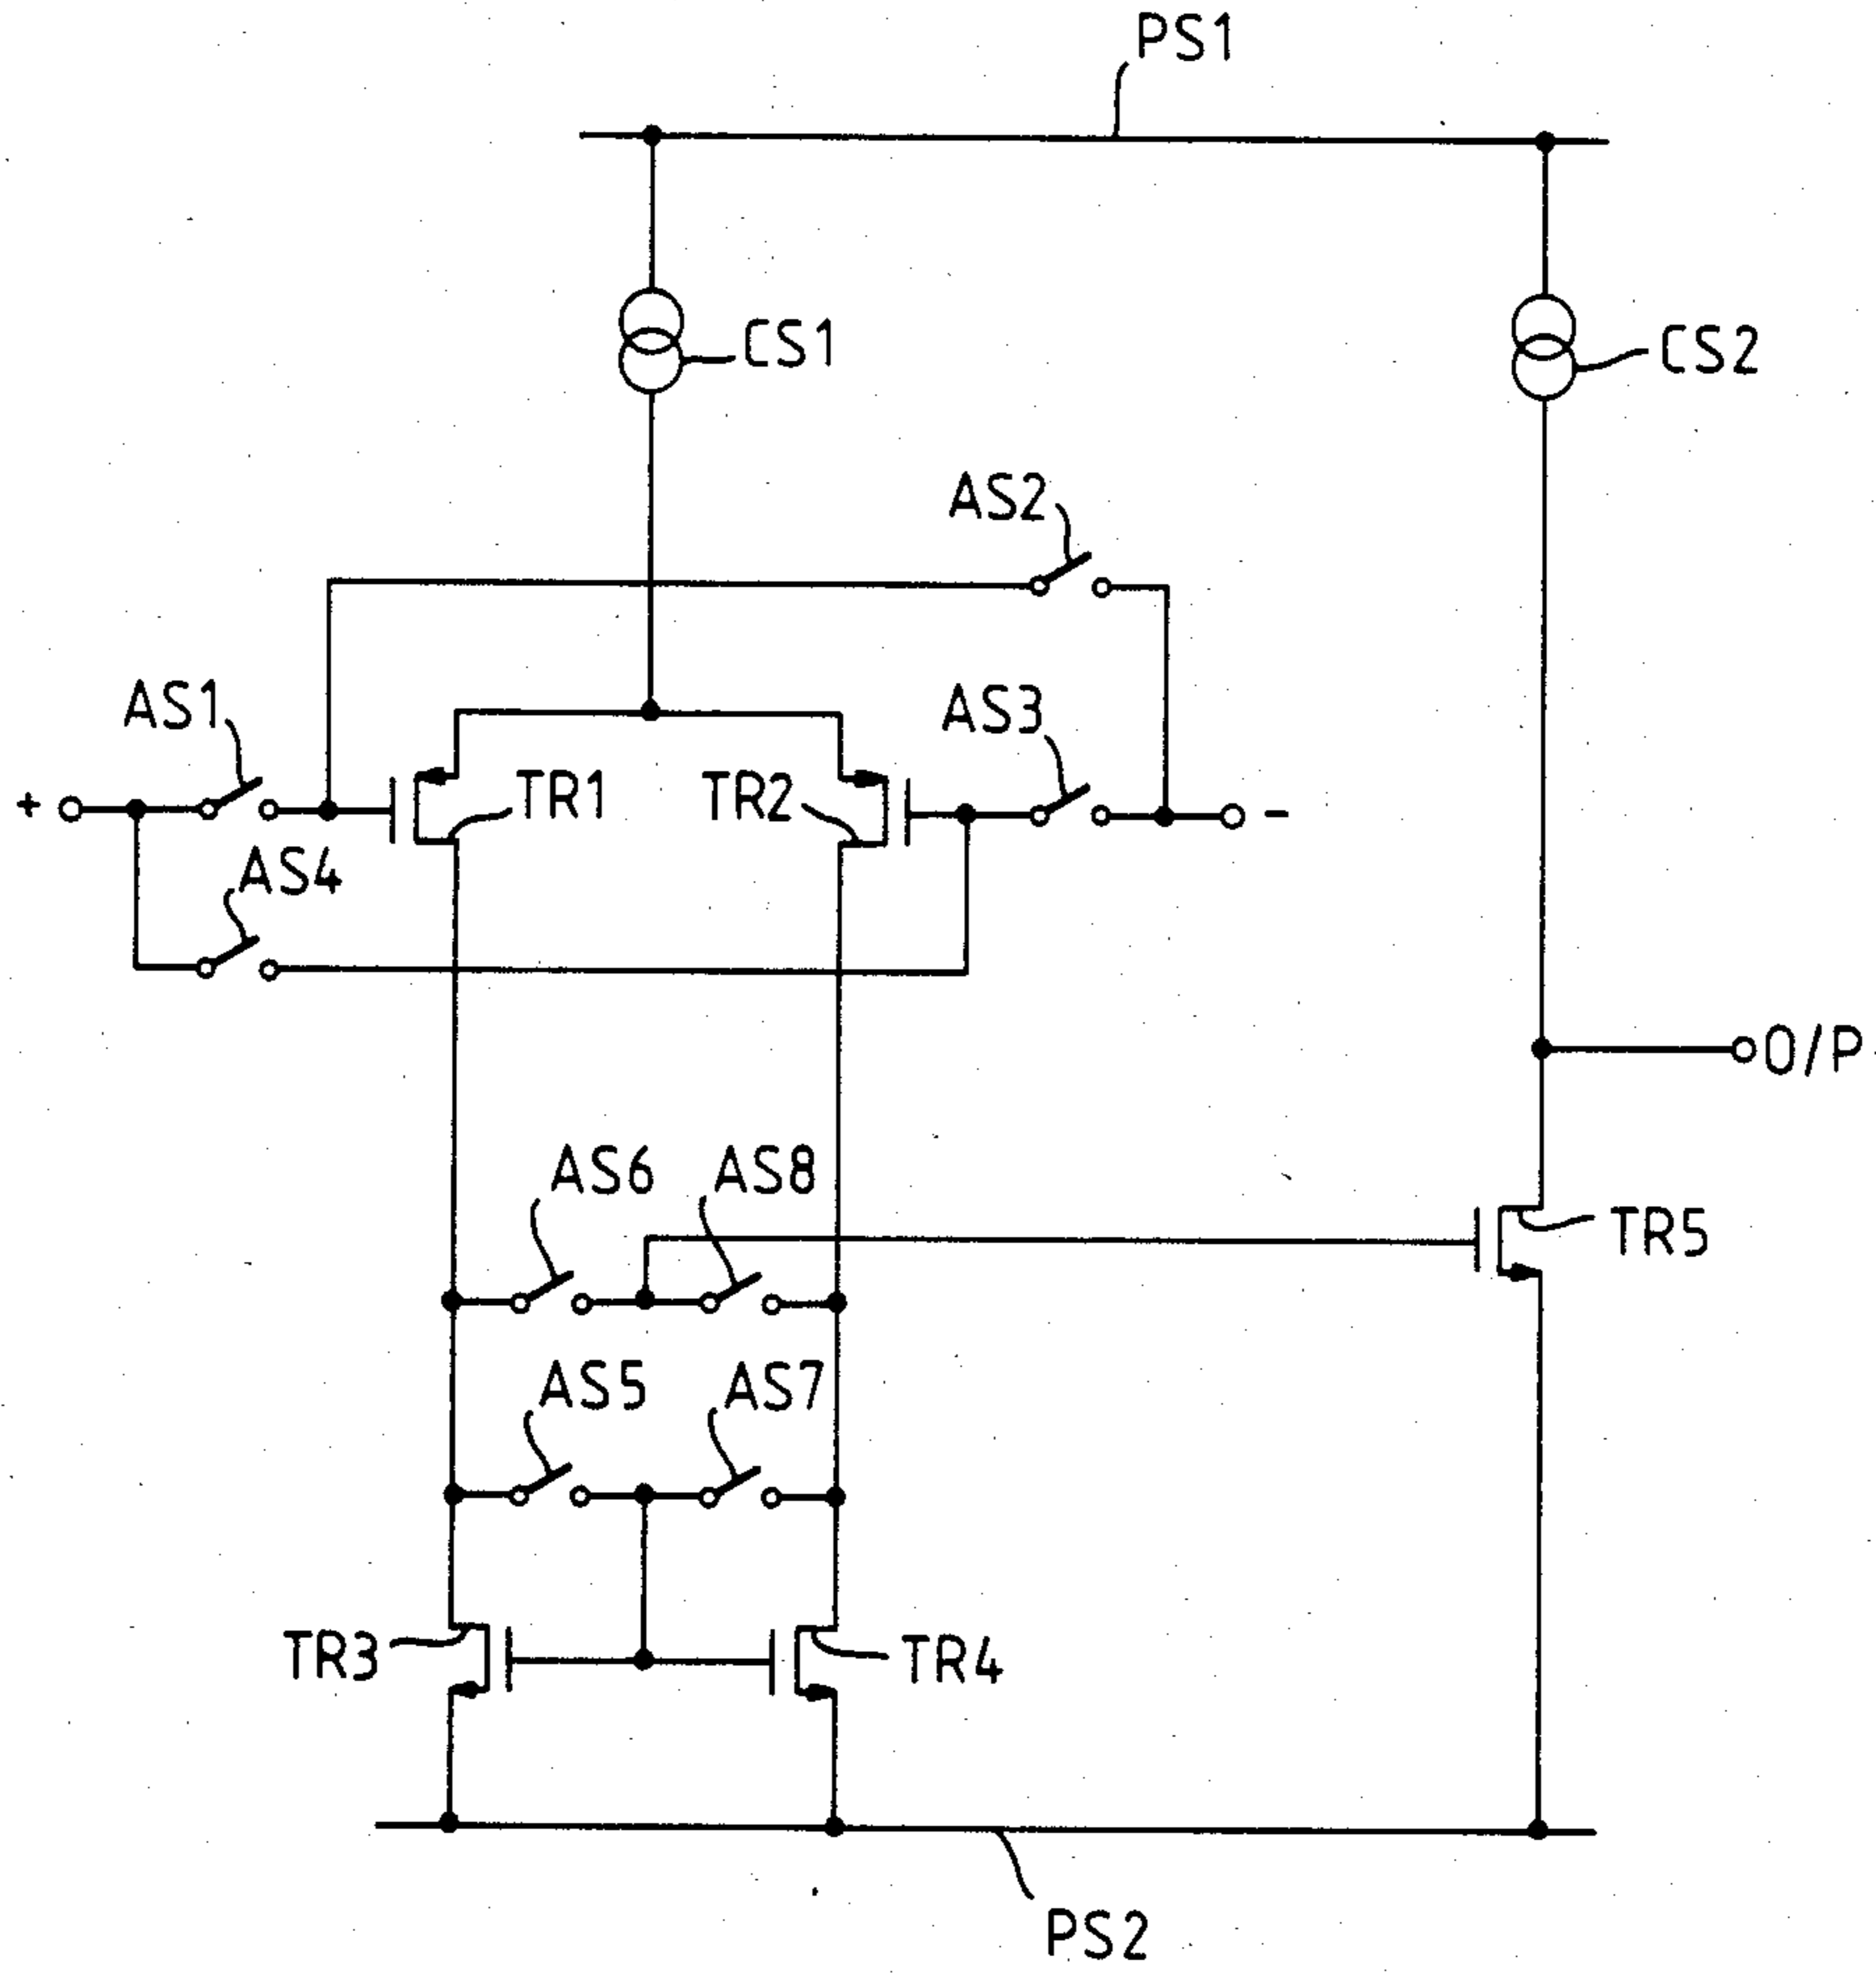 PS1
CS1
CS2
AS2
AS1
AS3
+
TR1
TR2
-
AS4
O/P
AS6
AS8
TR5
AS5
AS7
TR3
TR4
PS2